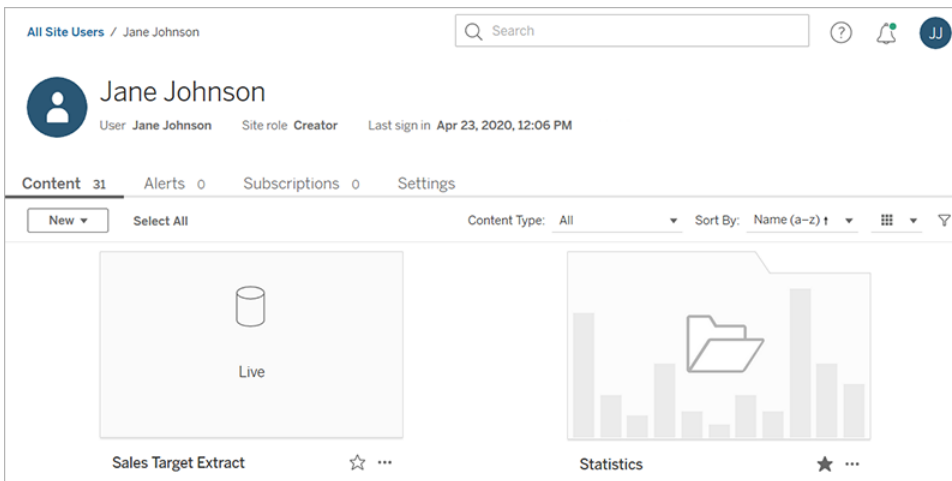 All Site Users / Jane Johnson
Search
?
JJ
Jane Johnson
User Jane Johnson Site role Creator Last sign in Apr 23, 2020, 12:06 PM
Content 31 Alerts 0 Subscriptions 0 Settings
New Select All Content Type: All Sort By: Name (a–z)
Live
Sales Target Extract
Statistics